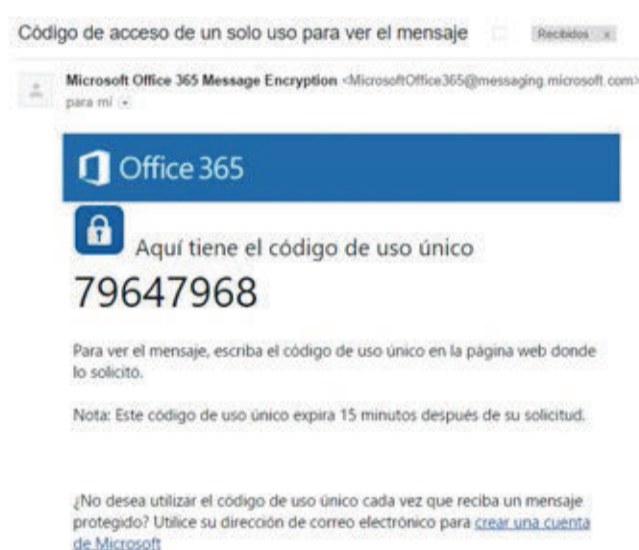 Código de acceso de un solo uso para ver el mensaje
Recibidos x
Microsoft Office 365 Message Encryption <MicrosoftOffice365@messaging.microsoft.com>
para mí
Office 365
Aquí tiene el código de uso único
79647968
Para ver el mensaje, escriba el código de uso único en la página web donde
lo solicitó.
Nota: Este código de uso único expira 15 minutos después de su solicitud.
¿No desea utilizar el código de uso único cada vez que reciba un mensaje
protegido? Utilice su dirección de correo electrónico para crear una cuenta
de Microsoft